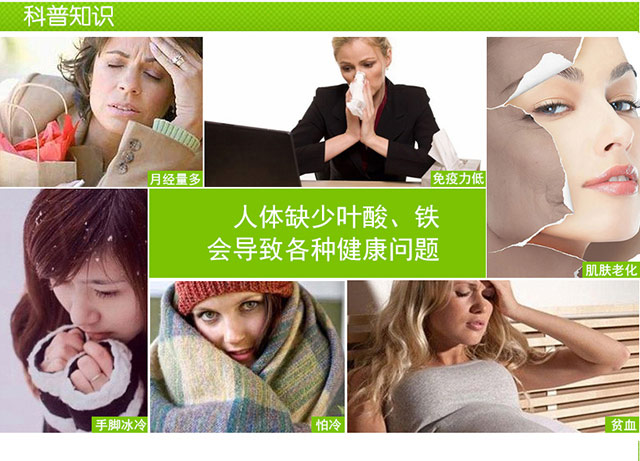 科普知识
月经量多
免疫力低
人体缺少叶酸、铁
会导致各种健康问题
肌肤老化
手脚冰冷
怕冷
贫血